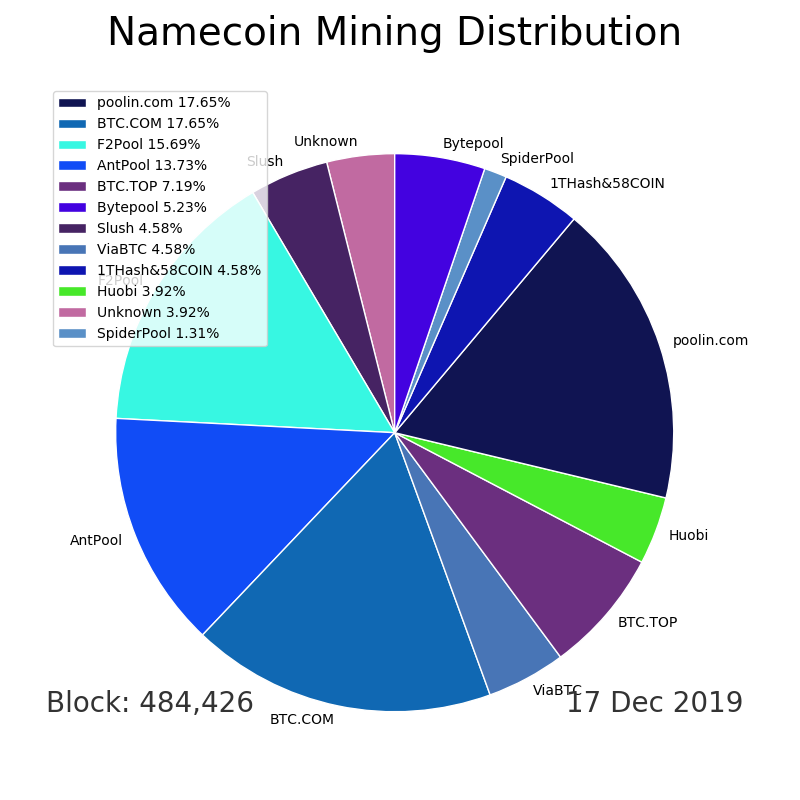 Namecoin Mining Distribution
poolin.com 17.65%
BTC.COM 17.65%
F2Pool 15.69%
AntPool 13.73%
BTC.TOP 7.19%
Bytepool 5.23%
Slush 4.58%
ViaBTC 4.58%
1THash&58COIN 4.58%
Huobi 3.92%
Unknown 3.92%
SpiderPool 1.31%
Unknown
Bytepool
SpiderPool
Slush
1THash&58COIN
F2Pool
poolin.com
Huobi
AntPool
BTC.TOP
ViaBTC
Block: 484,426
17 Dec 2019
BTC.COM